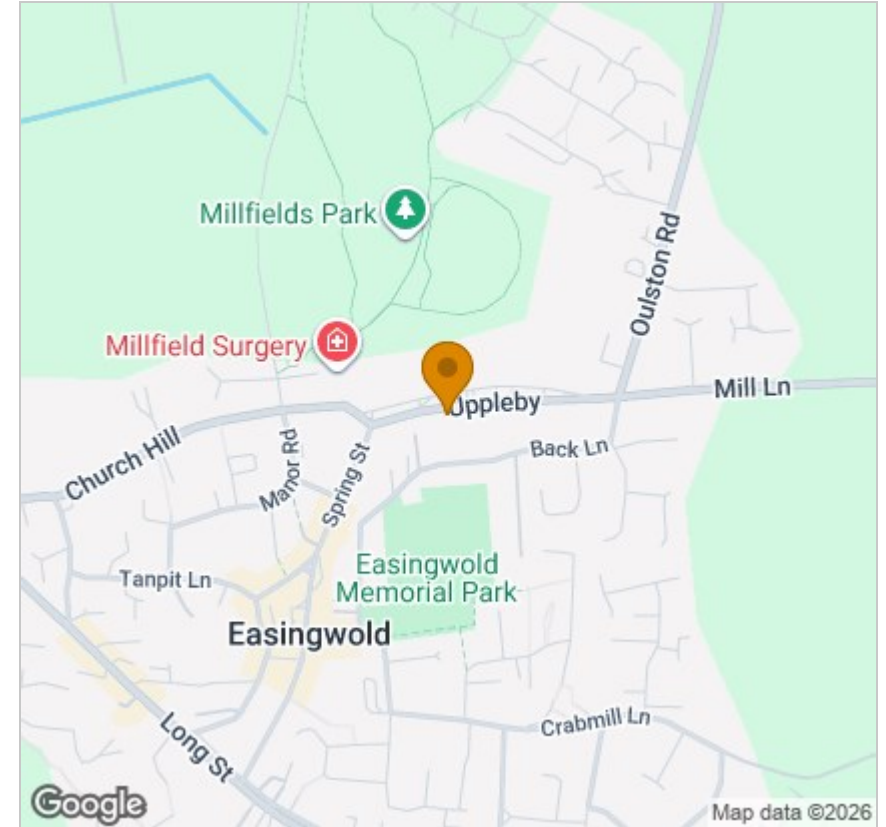 Millfields Park
Oulston Rd
Millfield Surgery
Uppleby
Mill Ln
Church Hill
Manor Rd
Spring St
Back Ln
Easingwold
Memorial Park
Tanpit Ln
Easingwold
Long St
Crabmill Ln
Google
Map data ©2026